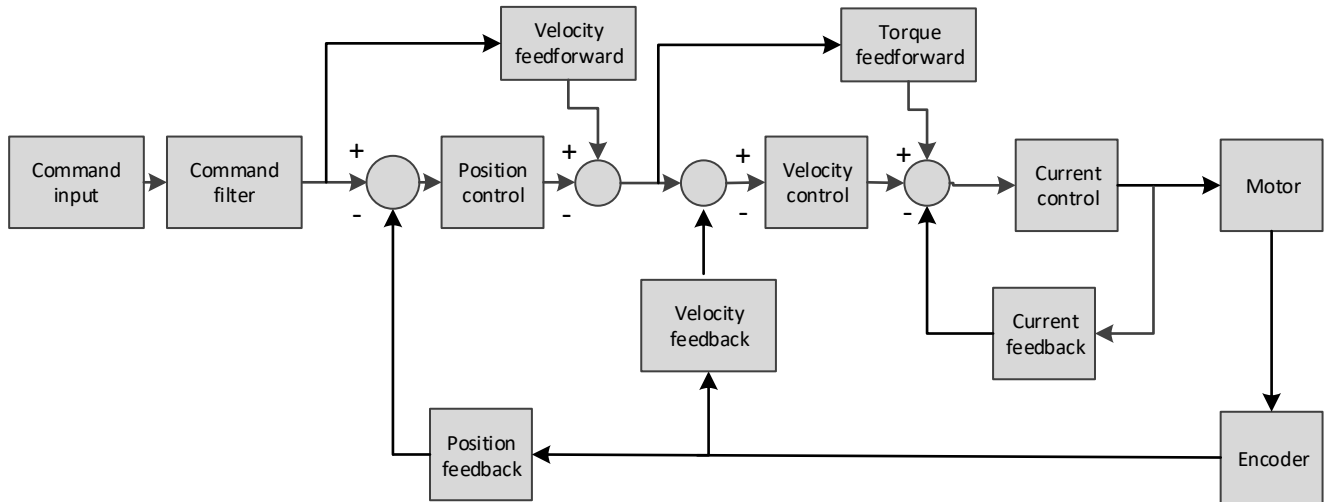 Velocity
feedforward
Torque
feedforward
Command
input
Command
filter
+
-
Position
control
+
-
+
-
Velocity
control
+
-
Current
control
Motor
Velocity
feedback
Current
feedback
Position
feedback
Encoder